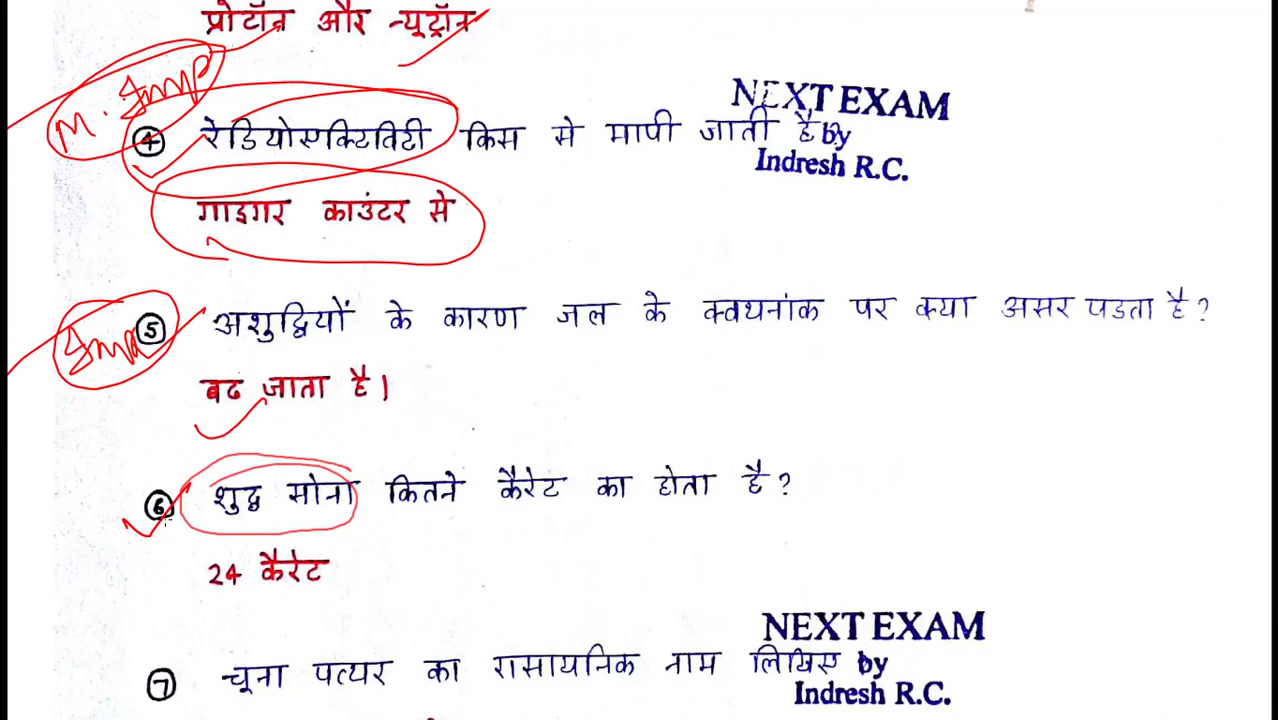 प्रोटॉन और न्यूट्रॉन
M. Imp
NEXT EXAM
④ रेडियोएक्टिविटी किस से मापी जाती है
by
Indresh R.C.
गाइगर काउंटर से
Imp
⑤ अशुद्धियों के कारण जल के क्वथनांक पर क्या असर पडता है?
बढ जाता है।
⑥ शुद्ध सोना कितने कैरेट का होता है?
24 कैरेट
NEXT EXAM
⑦ चूना पत्थर का रासायनिक नाम लिखिए
by
Indresh R.C.